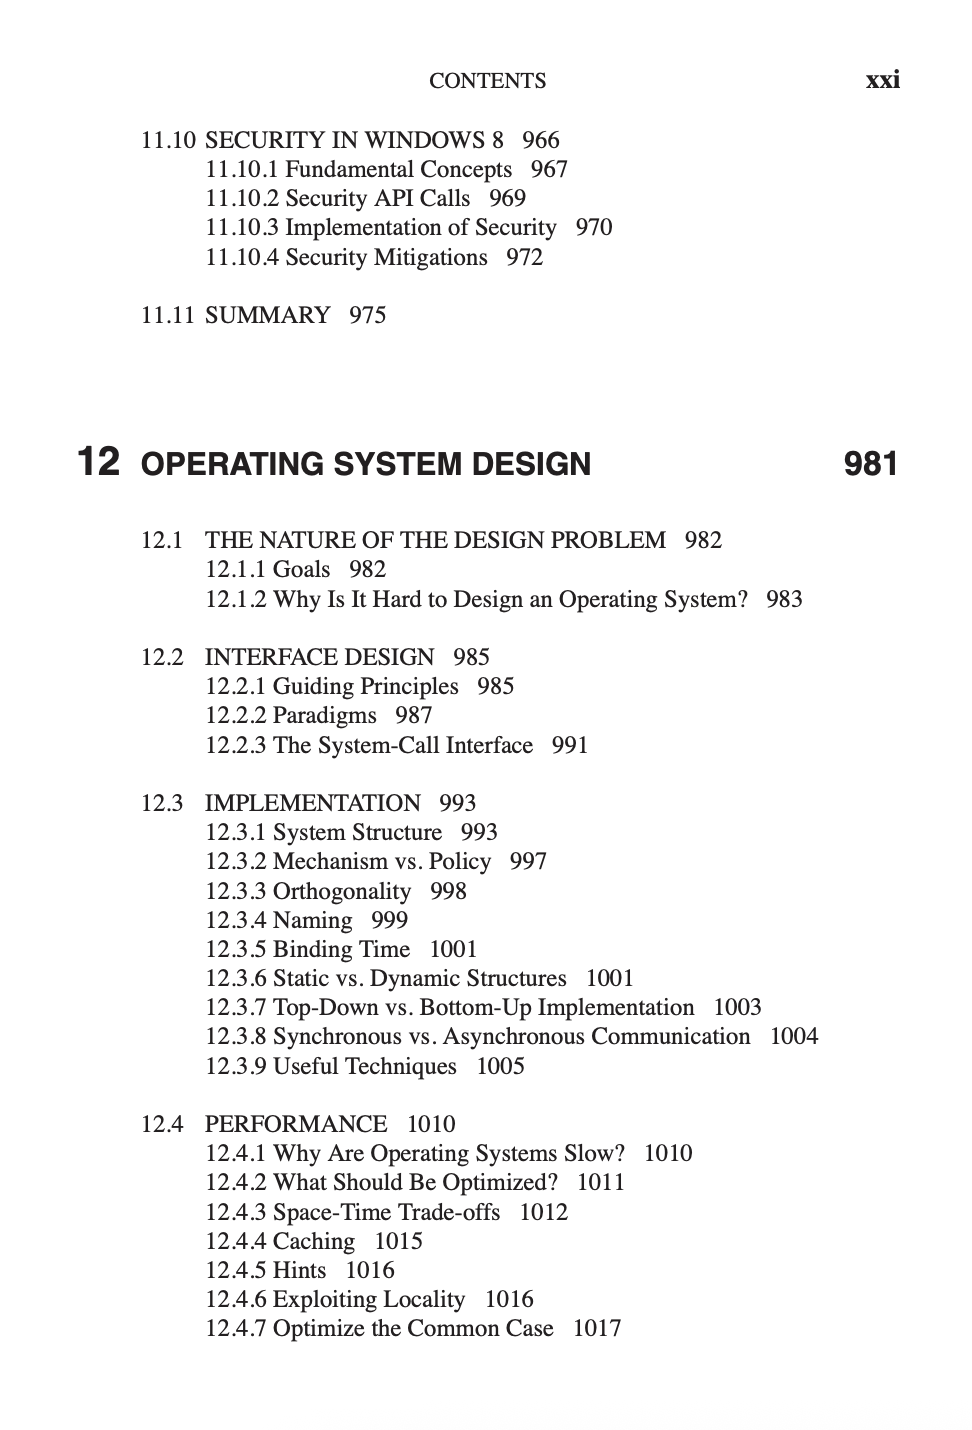 CONTENTS xxi
11.10 SECURITY IN WINDOWS 8 966
11.10.1 Fundamental Concepts 967
11.10.2 Security API Calls 969
11.10.3 Implementation of Security 970
11.10.4 Security Mitigations 972
11.11 SUMMARY 975
12 OPERATING SYSTEM DESIGN 981
12.1 THE NATURE OF THE DESIGN PROBLEM 982
12.1.1 Goals 982
12.1.2 Why Is It Hard to Design an Operating System? 983
12.2 INTERFACE DESIGN 985
12.2.1 Guiding Principles 985
12.2.2 Paradigms 987
12.2.3 The System-Call Interface 991
12.3 IMPLEMENTATION 993
12.3.1 System Structure 993
12.3.2 Mechanism vs. Policy 997
12.3.3 Orthogonality 998
12.3.4 Naming 999
12.3.5 Binding Time 1001
12.3.6 Static vs. Dynamic Structures 1001
12.3.7 Top-Down vs. Bottom-Up Implementation 1003
12.3.8 Synchronous vs. Asynchronous Communication 1004
12.3.9 Useful Techniques 1005
12.4 PERFORMANCE 1010
12.4.1 Why Are Operating Systems Slow? 1010
12.4.2 What Should Be Optimized? 1011
12.4.3 Space-Time Trade-offs 1012
12.4.4 Caching 1015
12.4.5 Hints 1016
12.4.6 Exploiting Locality 1016
12.4.7 Optimize the Common Case 1017